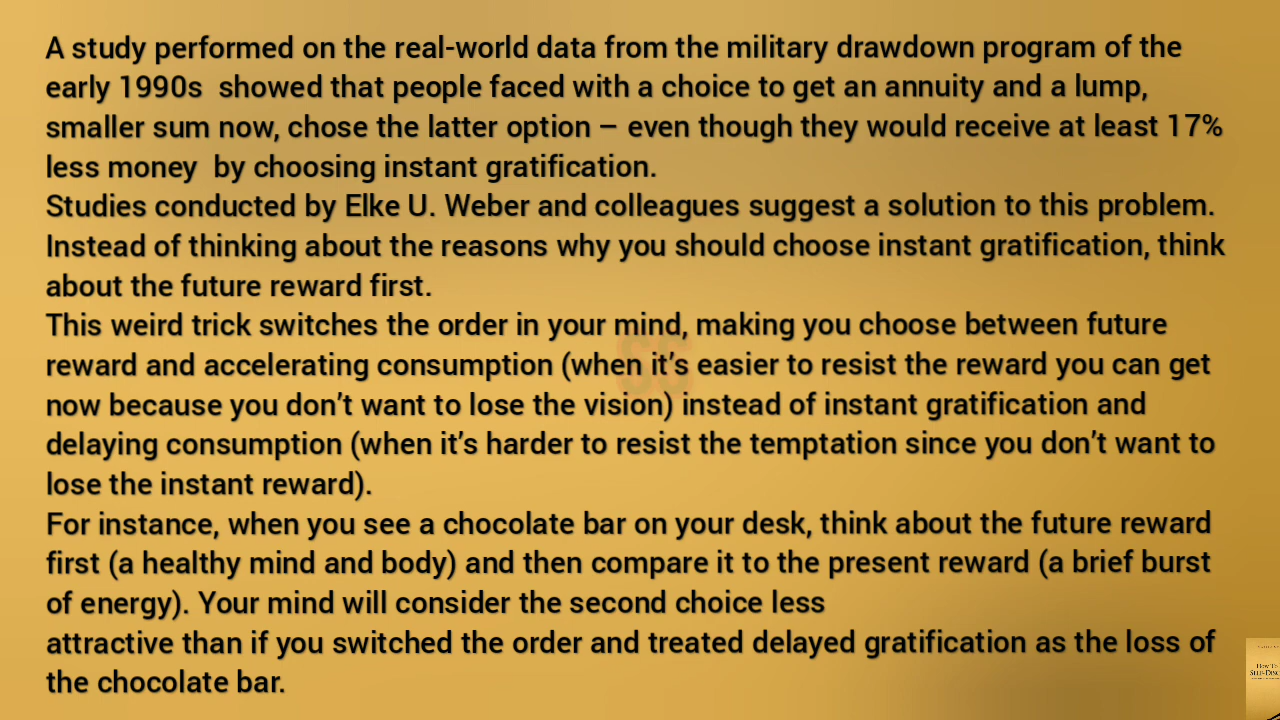 A study performed on the real-world data from the military drawdown program of the
early 1990s  showed that people faced with a choice to get an annuity and a lump,
smaller sum now, chose the latter option – even though they would receive at least 17%
less money  by choosing instant gratification.
Studies conducted by Elke U. Weber and colleagues suggest a solution to this problem.
Instead of thinking about the reasons why you should choose instant gratification, think
about the future reward first.
This weird trick switches the order in your mind, making you choose between future
reward and accelerating consumption (when it’s easier to resist the reward you can get
now because you don’t want to lose the vision) instead of instant gratification and
delaying consumption (when it’s harder to resist the temptation since you don’t want to
lose the instant reward).
For instance, when you see a chocolate bar on your desk, think about the future reward
first (a healthy mind and body) and then compare it to the present reward (a brief burst
of energy). Your mind will consider the second choice less
attractive than if you switched the order and treated delayed gratification as the loss of
the chocolate bar.
SG
How To